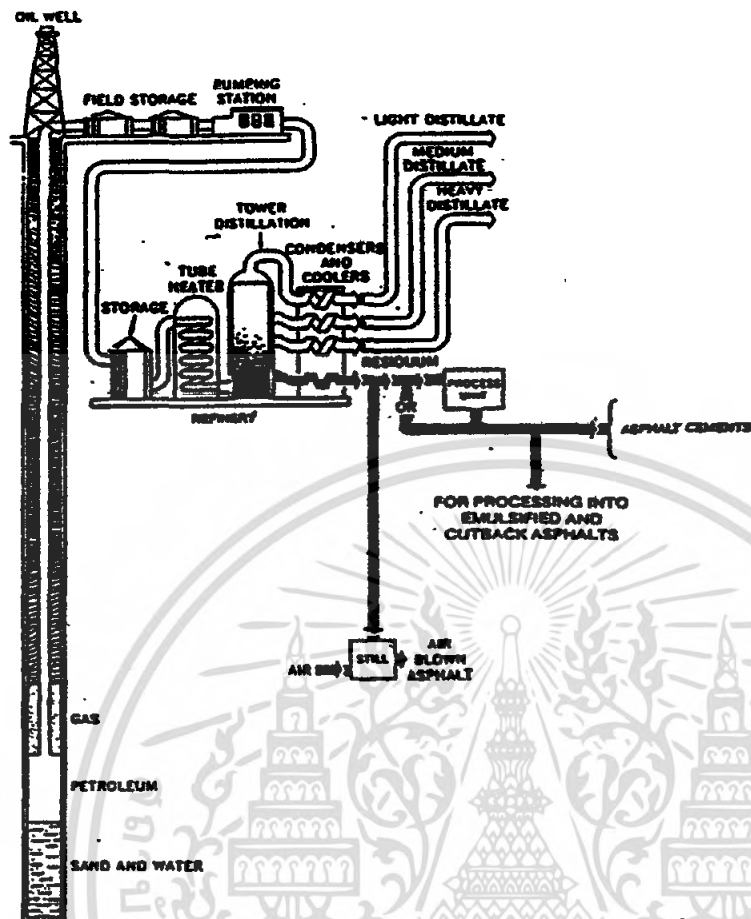 OIL WELL
FIELD STORAGE
PUMPING
STATION
LIGHT DISTILLATE
MEDIUM
DISTILLATE
HEAVY
DISTILLATE
TOWER
DISTILLATION
CONDENSERS
AND
COOLERS
TUBE
HEATER
STORAGE
RESIDUUM
PROCESS
UNIT
OR
REFINERY
ASPHALT CEMENTS
FOR PROCESSING INTO
EMULSIFIED AND
CUTBACK ASPHALTS
AIR
STILL
AIR
BLOWN
ASPHALT
GAS
PETROLEUM
SAND AND WATER